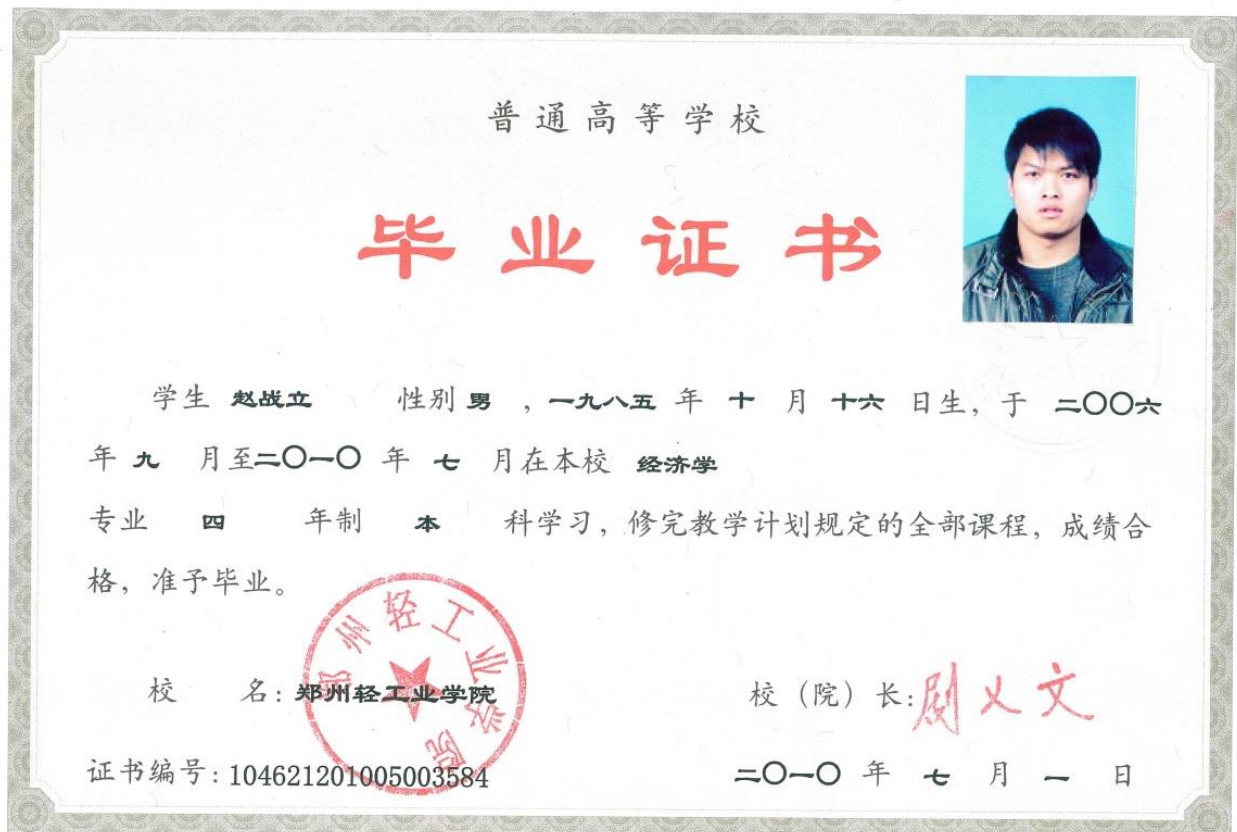 普通高等学校
毕业证书
学生 赵战立 性别 男 ，一九八五 年 十 月 十六 日生，于 二〇〇六
年 九 月至二〇一〇 年 七 月在本校 经济学
专业 四 年制 本 科学习，修完教学计划规定的全部课程，成绩合
格，准予毕业。
郑州轻工业学院
校 名：郑州轻工业学院
校（院）长：
证书编号：104621201005003584
二〇一〇 年 七 月 一 日